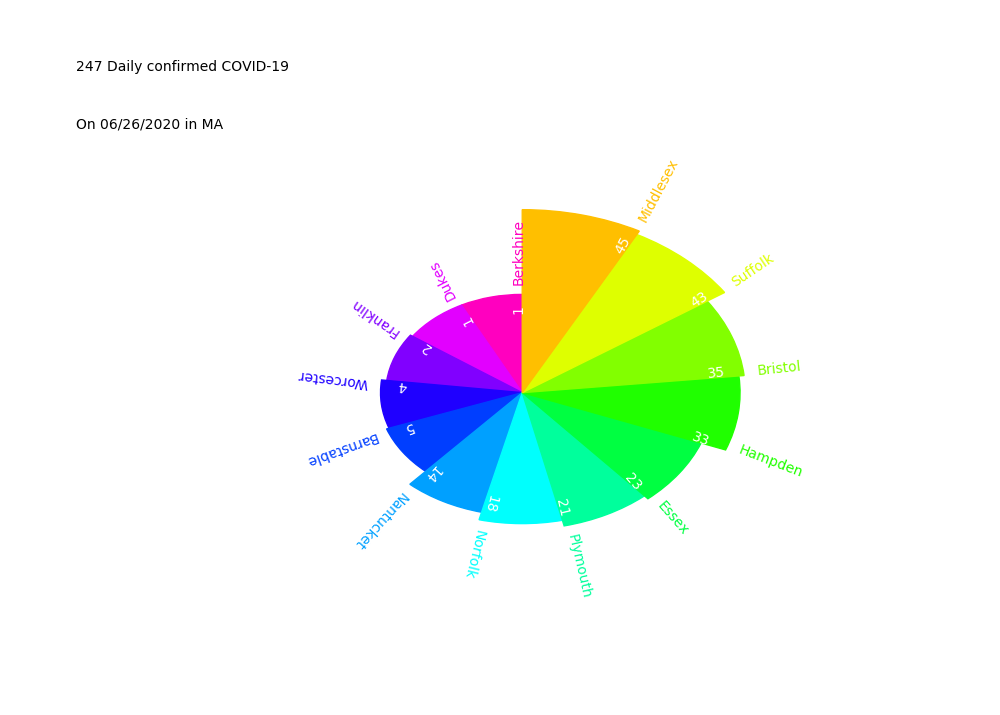 247 Daily confirmed COVID-19
On 06/26/2020 in MA
Middlesex
45
Suffolk
43
Bristol
35
Hampden
33
Essex
23
Plymouth
21
Norfolk
18
Nantucket
14
Barnstable
5
Worcester
4
Franklin
2
Dukes
1
Berkshire
1